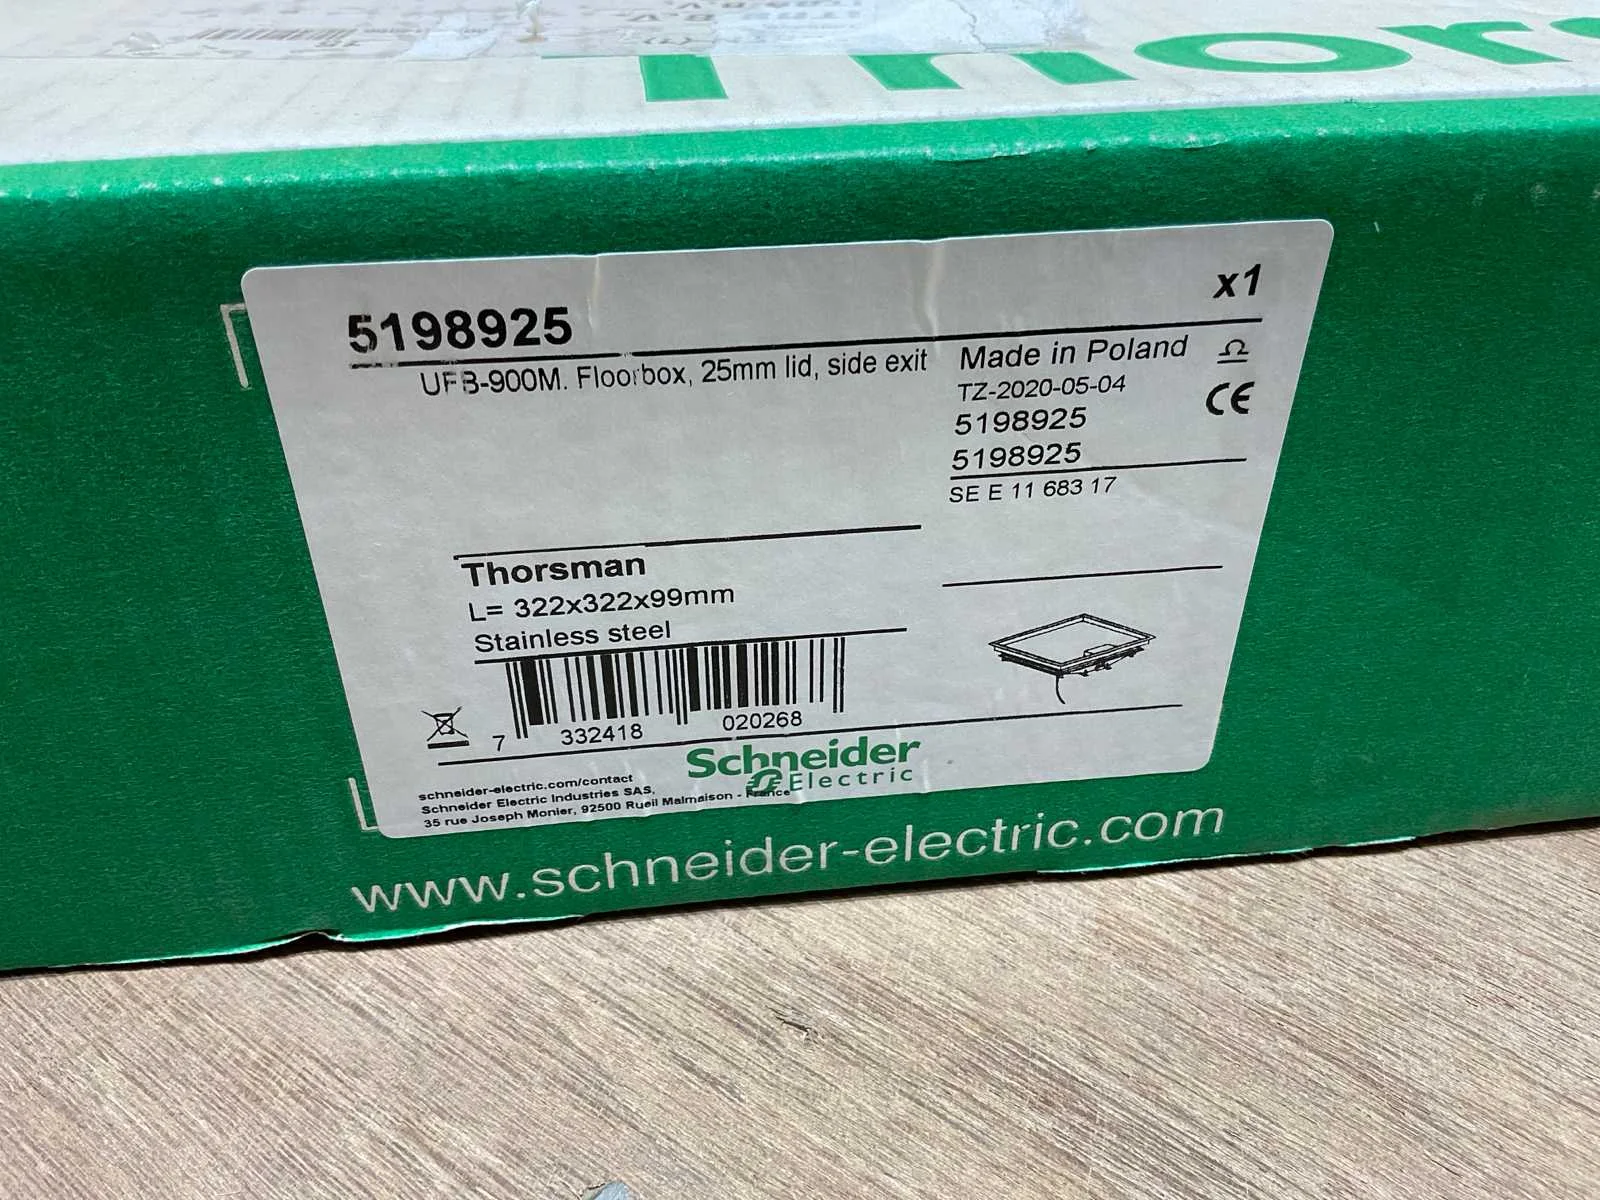 Thor
5198925
x1
UFB-900M. Floorbox, 25mm lid, side exit
Made in Poland
TZ-2020-05-04
CE
5198925
5198925
SE E 11 683 17
Thorsman
L= 322x322x99mm
Stainless steel
7 332418 020268
Schneider
Electric
schneider-electric.com/contact
Schneider Electric Industries SAS,
35 rue Joseph Monier, 92500 Rueil Malmaison - France
www.schneider-electric.com